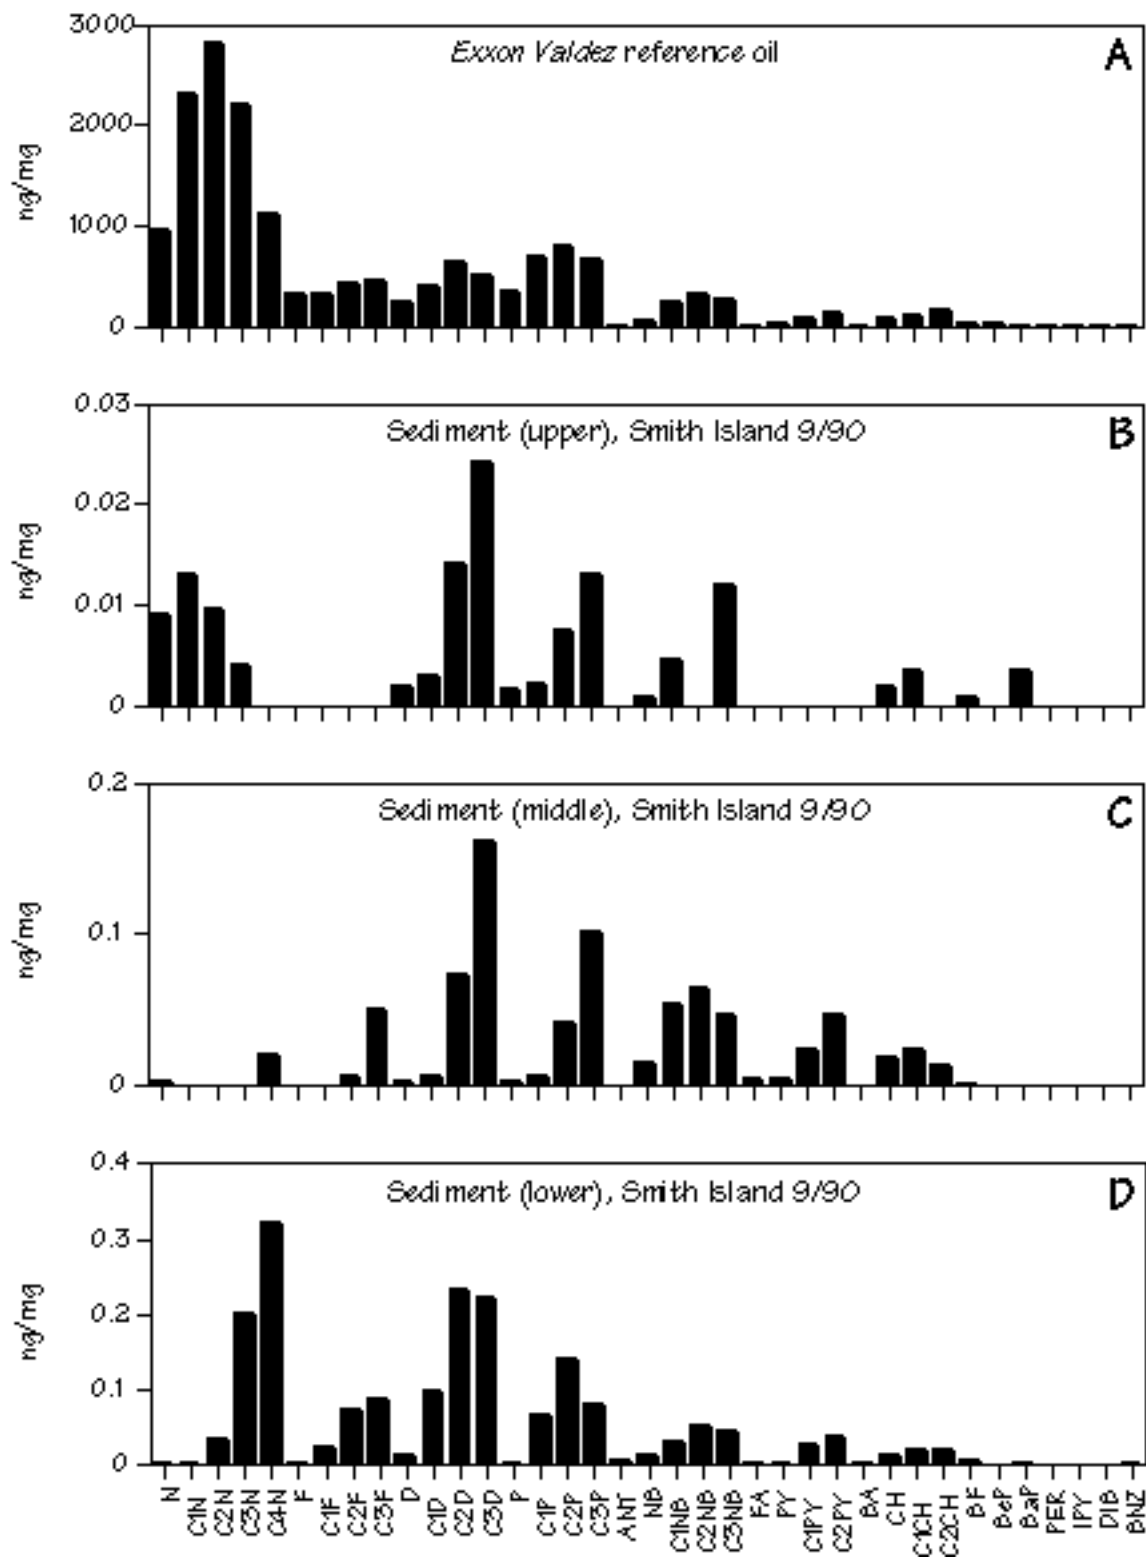 3000
Exxon Valdez reference oil
A
2000
ng/mg
1000
0
0.03
Sediment (upper), Smith Island 9/90
B
0.02
ng/mg
0.01
0
0.2
Sediment (middle), Smith Island 9/90
C
0.1
ng/mg
0
0.4
Sediment (lower), Smith Island 9/90
D
0.3
ng/mg
0.2
0.1
0
N
C1N
C2N
C3N
C4-N
F
C1F
C2F
C3F
D
C1D
C2D
C3D
P
C1P
C2P
C3P
ANT
NB
C1NB
C2NB
C3NB
FA
PY
C1PY
C2PY
BA
CH
C1CH
C2CH
BF
BeP
BaP
PER
IPY
DIB
BNZ